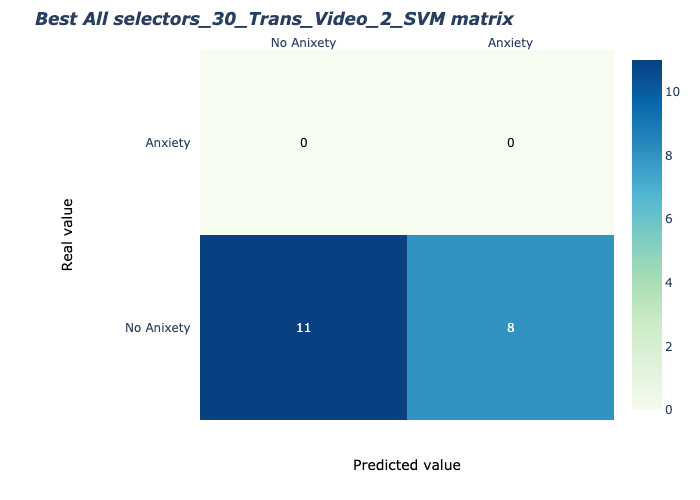 Best All selectors_30_Trans_Video_2_SVM matrix
No Anixety Anxiety
10
Anxiety 0 0
8
6
Real value
4
No Anixety 11 8
2
0
Predicted value